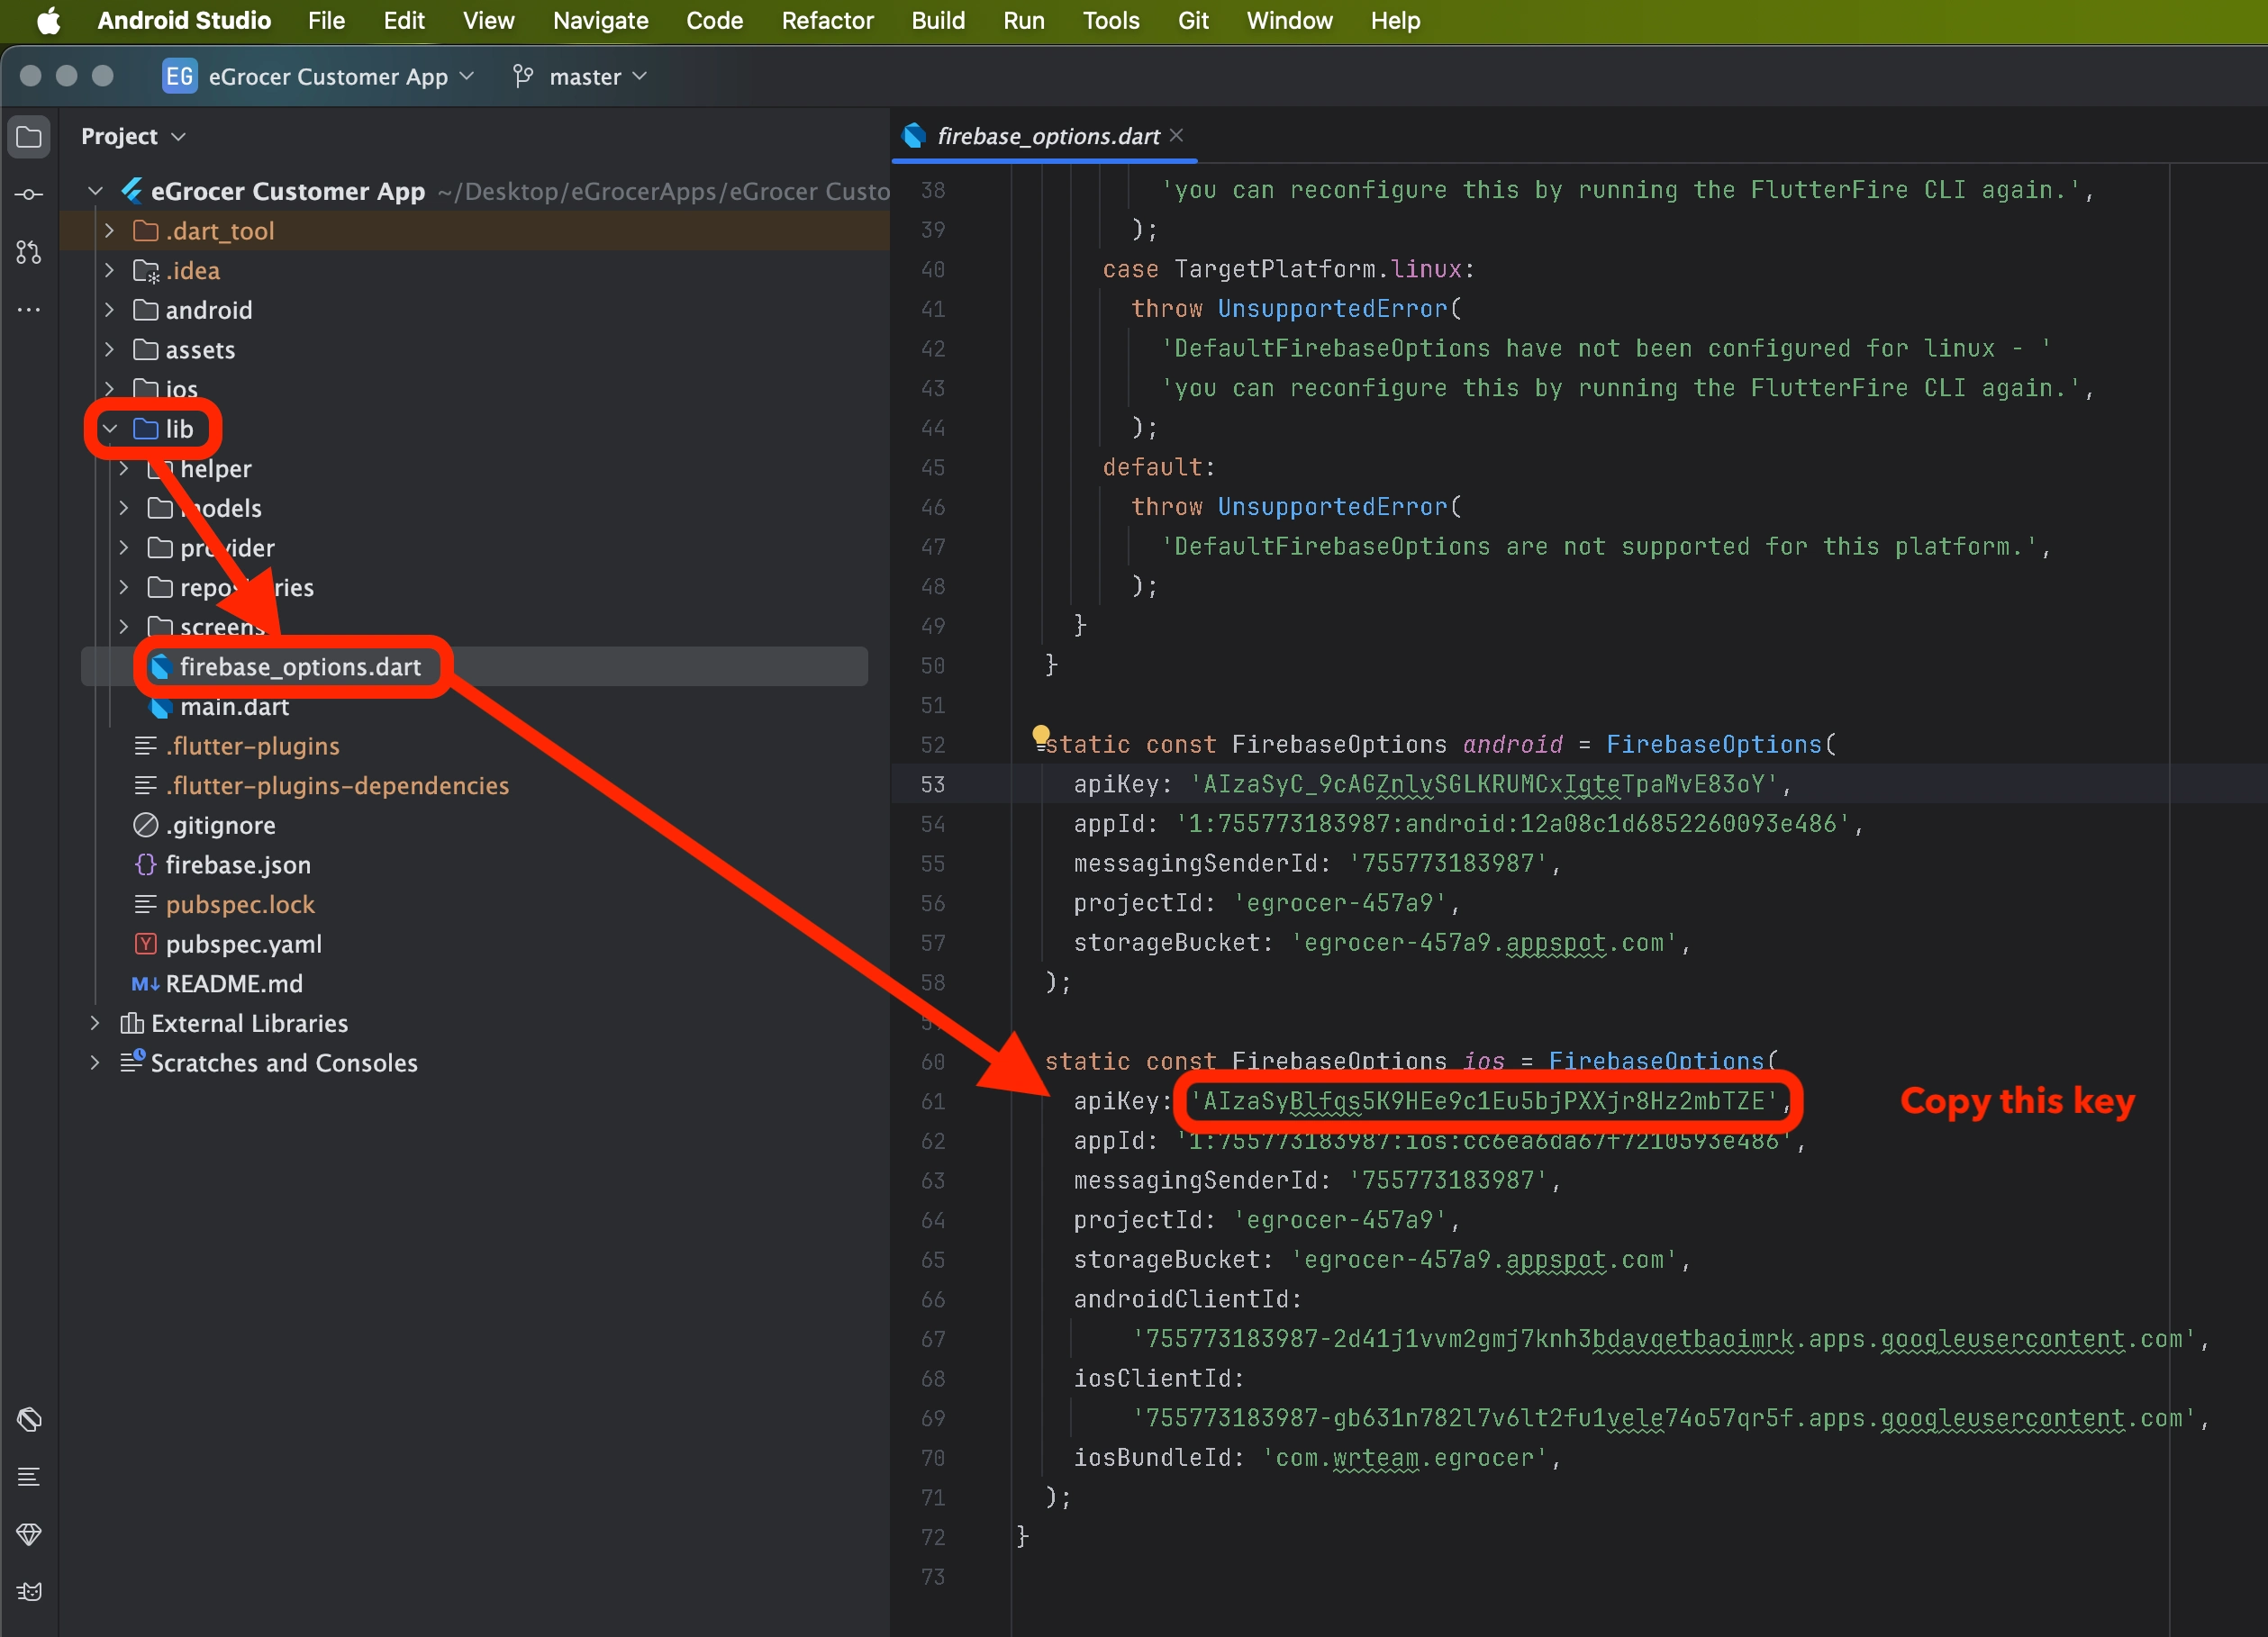 Android Studio File Edit View Navigate Code Refactor Build Run Tools Git Window Help
EG eGrocer Customer App master
Project
eGrocer Customer App ~/Desktop/eGrocerApps/eGrocer Custo
.dart_tool
.idea
android
assets
ios
lib
helper
models
provider
repositories
screens
firebase_options.dart
main.dart
.flutter-plugins
.flutter-plugins-dependencies
.gitignore
{} firebase.json
pubspec.lock
Y pubspec.yaml
M↓ README.md
External Libraries
Scratches and Consoles
firebase_options.dart
38 'you can reconfigure this by running the FlutterFire CLI again.',
39 );
40 case TargetPlatform.linux:
41 throw UnsupportedError(
42 'DefaultFirebaseOptions have not been configured for linux - '
43 'you can reconfigure this by running the FlutterFire CLI again.',
44 );
45 default:
46 throw UnsupportedError(
47 'DefaultFirebaseOptions are not supported for this platform.',
48 );
49 }
50 }
51
52 static const FirebaseOptions android = FirebaseOptions(
53 apiKey: 'AIzaSyC_9cAGZnlvSGLKRUMCxIgteTpaMvE83oY',
54 appId: '1:755773183987:android:12a08c1d6852260093e486',
55 messagingSenderId: '755773183987',
56 projectId: 'egrocer-457a9',
57 storageBucket: 'egrocer-457a9.appspot.com',
58 );
60 static const FirebaseOptions ios = FirebaseOptions(
61 apiKey: 'AIzaSyBlfgs5K9HEe9c1Eu5bjPXXjr8Hz2mbTZE',
Copy this key
62 appId: '1:755773183987:ios:cc6ea6da67f7210593e486',
63 messagingSenderId: '755773183987',
64 projectId: 'egrocer-457a9',
65 storageBucket: 'egrocer-457a9.appspot.com',
66 androidClientId:
67 '755773183987-2d41j1vvm2gmj7knh3bdavgetbaoimrk.apps.googleusercontent.com',
68 iosClientId:
69 '755773183987-gb631n782l7v6lt2fu1vele74o57qr5f.apps.googleusercontent.com',
70 iosBundleId: 'com.wrteam.egrocer',
71 );
72 }
73